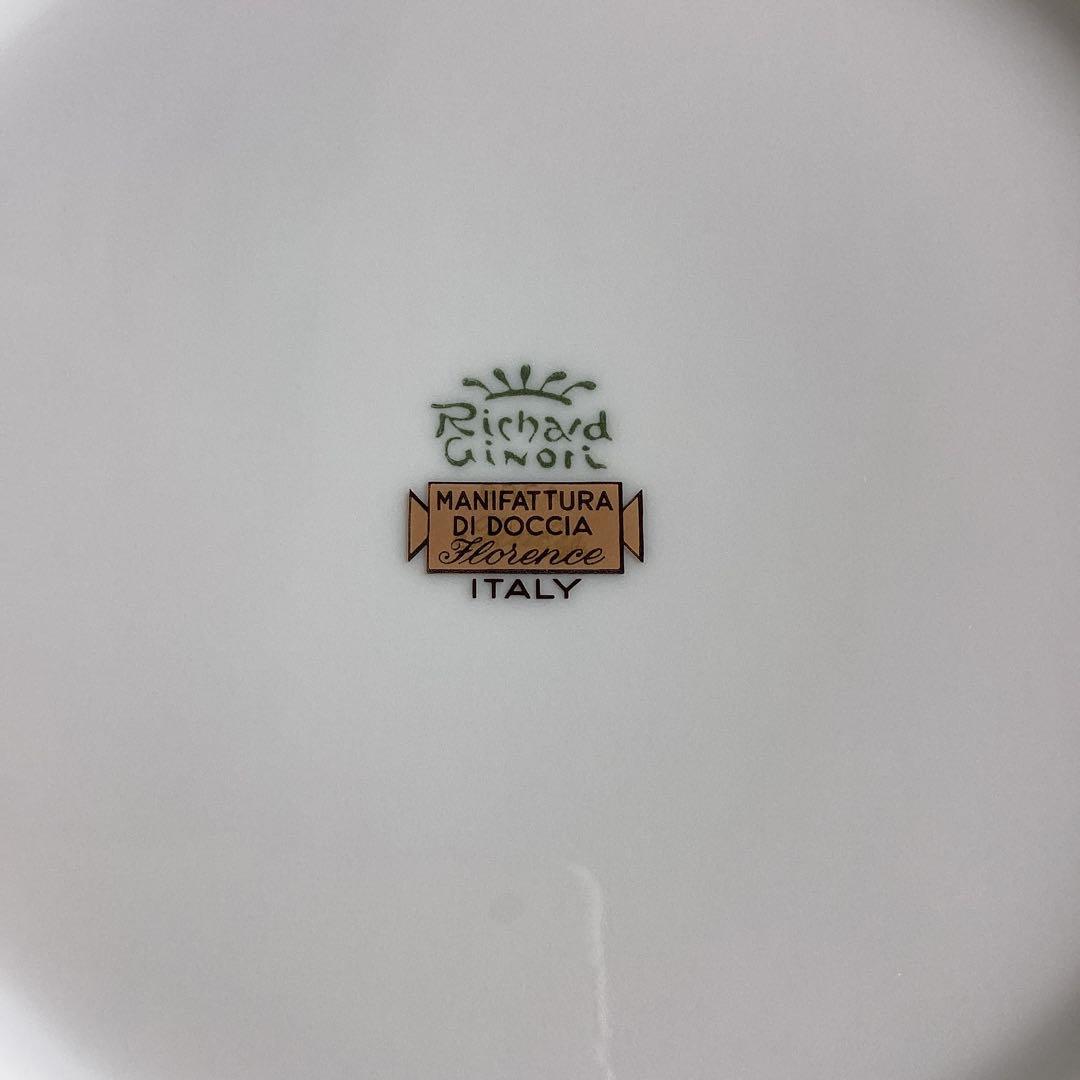 Richard
GiNORi
MANIFATTURA
DI DOCCIA
Florence
ITALY